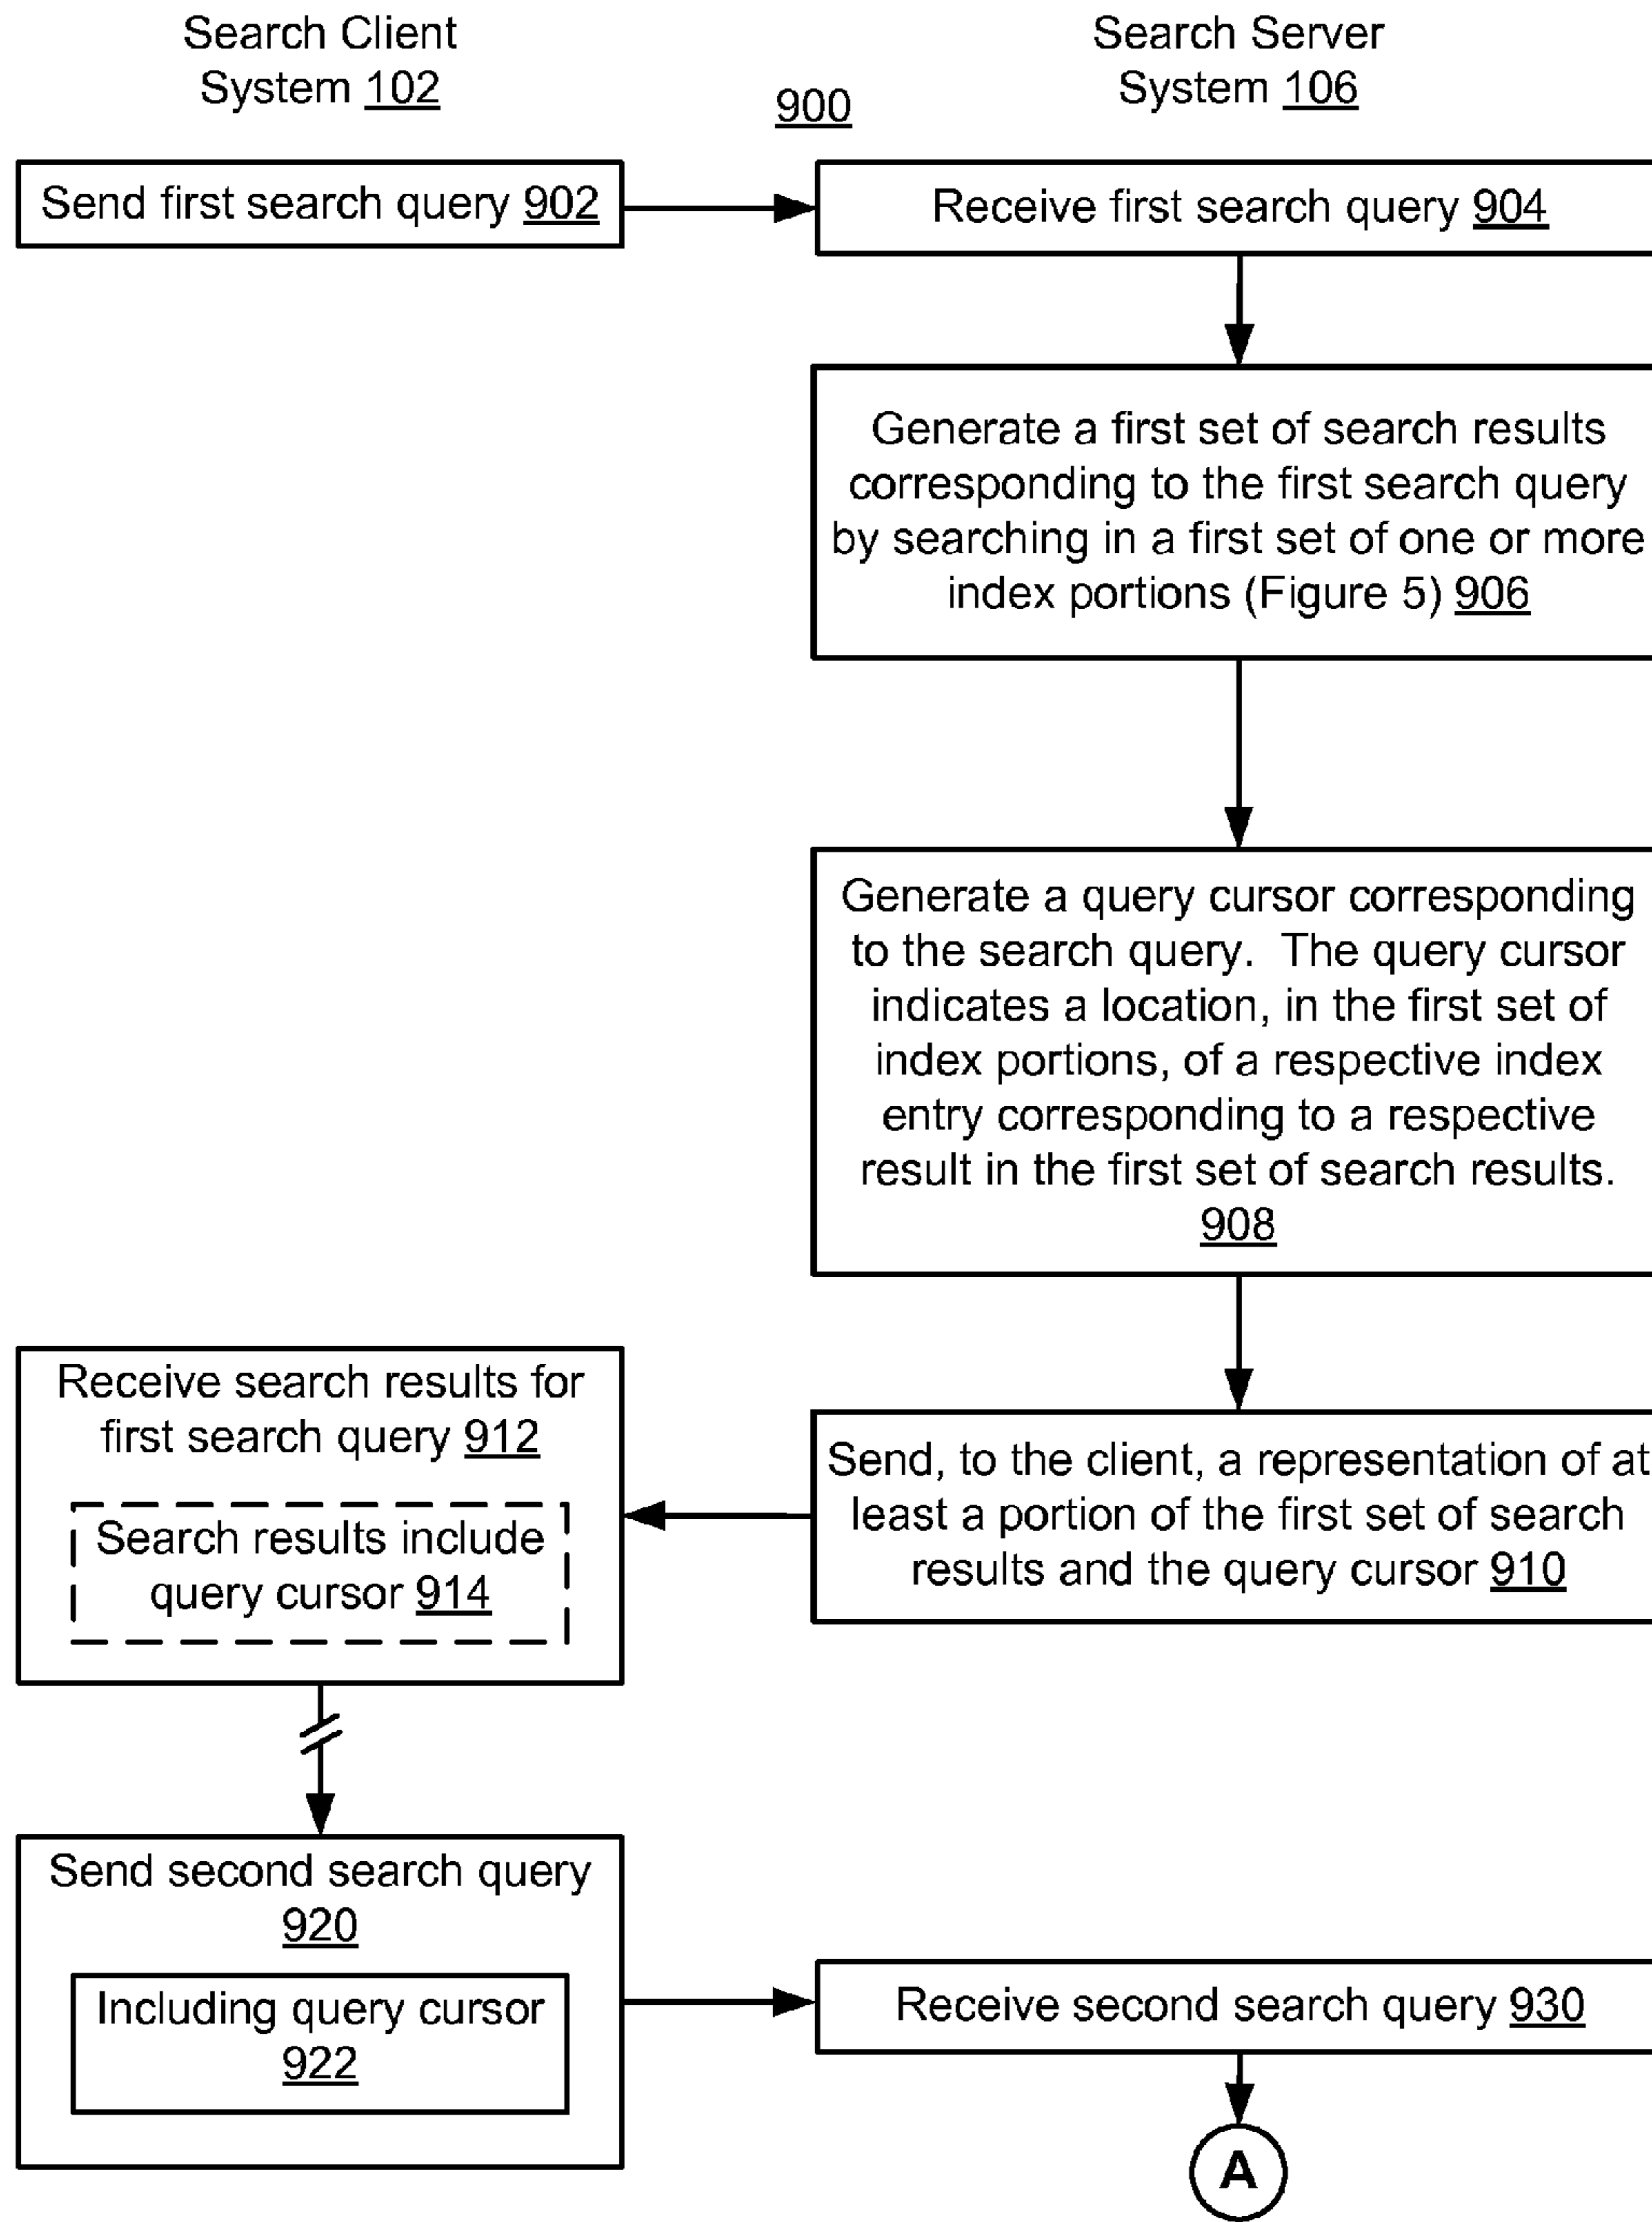 Search Client
System 102
900
Search Server
System 106
Send first search query 902
Receive first search query 904
Generate a first set of search results
corresponding to the first search query
by searching in a first set of one or more
index portions (Figure 5) 906
Generate a query cursor corresponding
to the search query. The query cursor
indicates a location, in the first set of
index portions, of a respective index
entry corresponding to a respective
result in the first set of search results.
908
Send, to the client, a representation of at
least a portion of the first set of search
results and the query cursor 910
Receive search results for
first search query 912
Search results include
query cursor 914
Send second search query
920
Including query cursor
922
Receive second search query 930
A